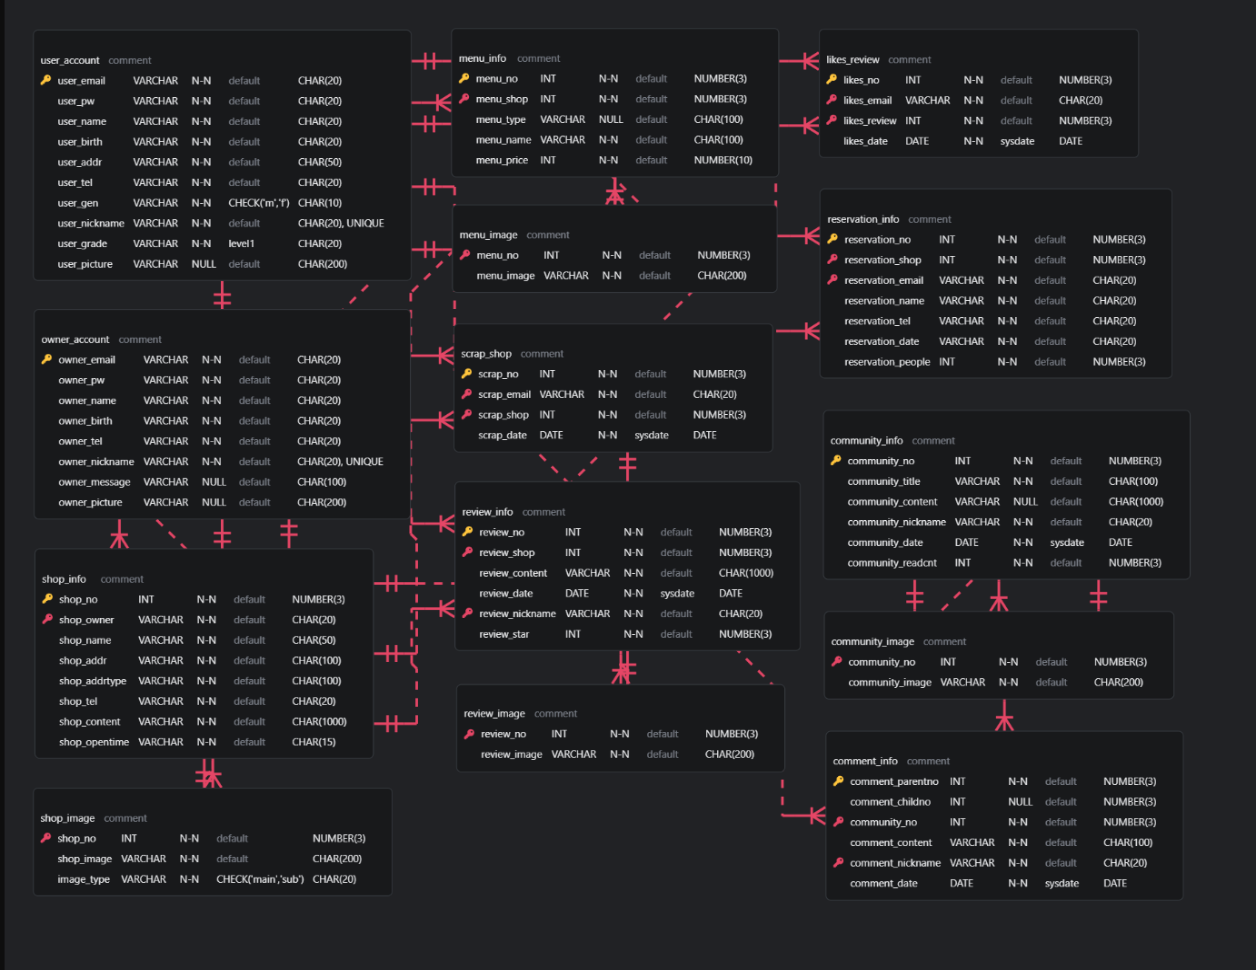 user_account comment
user_email VARCHAR N-N default CHAR(20)
user_pw VARCHAR N-N default CHAR(20)
user_name VARCHAR N-N default CHAR(20)
user_birth VARCHAR N-N default CHAR(20)
user_addr VARCHAR N-N default CHAR(50)
user_tel VARCHAR N-N default CHAR(20)
user_gen VARCHAR N-N CHECK('m','f') CHAR(10)
user_nickname VARCHAR N-N default CHAR(20), UNIQUE
user_grade VARCHAR N-N level1 CHAR(20)
user_picture VARCHAR NULL default CHAR(200)
owner_account comment
owner_email VARCHAR N-N default CHAR(20)
owner_pw VARCHAR N-N default CHAR(20)
owner_name VARCHAR N-N default CHAR(20)
owner_birth VARCHAR N-N default CHAR(20)
owner_tel VARCHAR N-N default CHAR(20)
owner_nickname VARCHAR N-N default CHAR(20), UNIQUE
owner_message VARCHAR NULL default CHAR(100)
owner_picture VARCHAR NULL default CHAR(200)
shop_info comment
shop_no INT N-N default NUMBER(3)
shop_owner VARCHAR N-N default CHAR(20)
shop_name VARCHAR N-N default CHAR(50)
shop_addr VARCHAR N-N default CHAR(100)
shop_addrtype VARCHAR N-N default CHAR(100)
shop_tel VARCHAR N-N default CHAR(20)
shop_content VARCHAR N-N default CHAR(1000)
shop_opentime VARCHAR N-N default CHAR(15)
shop_image comment
shop_no INT N-N default NUMBER(3)
shop_image VARCHAR N-N default CHAR(200)
image_type VARCHAR N-N CHECK('main','sub') CHAR(20)
menu_info comment
menu_no INT N-N default NUMBER(3)
menu_shop INT N-N default NUMBER(3)
menu_type VARCHAR NULL default CHAR(100)
menu_name VARCHAR N-N default CHAR(100)
menu_price INT N-N default NUMBER(10)
menu_image comment
menu_no INT N-N default NUMBER(3)
menu_image VARCHAR N-N default CHAR(200)
scrap_shop comment
scrap_no INT N-N default NUMBER(3)
scrap_email VARCHAR N-N default CHAR(20)
scrap_shop INT N-N default NUMBER(3)
scrap_date DATE N-N sysdate DATE
review_info comment
review_no INT N-N default NUMBER(3)
review_shop INT N-N default NUMBER(3)
review_content VARCHAR N-N default CHAR(1000)
review_date DATE N-N sysdate DATE
review_nickname VARCHAR N-N default CHAR(20)
review_star INT N-N default NUMBER(3)
review_image comment
review_no INT N-N default NUMBER(3)
review_image VARCHAR N-N default CHAR(200)
likes_review comment
likes_no INT N-N default NUMBER(3)
likes_email VARCHAR N-N default CHAR(20)
likes_review INT N-N default NUMBER(3)
likes_date DATE N-N sysdate DATE
reservation_info comment
reservation_no INT N-N default NUMBER(3)
reservation_shop INT N-N default NUMBER(3)
reservation_email VARCHAR N-N default CHAR(20)
reservation_name VARCHAR N-N default CHAR(20)
reservation_tel VARCHAR N-N default CHAR(20)
reservation_date VARCHAR N-N default CHAR(20)
reservation_people INT N-N default NUMBER(3)
community_info comment
community_no INT N-N default NUMBER(3)
community_title VARCHAR N-N default CHAR(100)
community_content VARCHAR NULL default CHAR(1000)
community_nickname VARCHAR N-N default CHAR(20)
community_date DATE N-N sysdate DATE
community_readcnt INT N-N default NUMBER(3)
community_image comment
community_no INT N-N default NUMBER(3)
community_image VARCHAR N-N default CHAR(200)
comment_info comment
comment_parentno INT N-N default NUMBER(3)
comment_childno INT NULL default NUMBER(3)
community_no INT N-N default NUMBER(3)
comment_content VARCHAR N-N default CHAR(100)
comment_nickname VARCHAR N-N default CHAR(20)
comment_date DATE N-N sysdate DATE